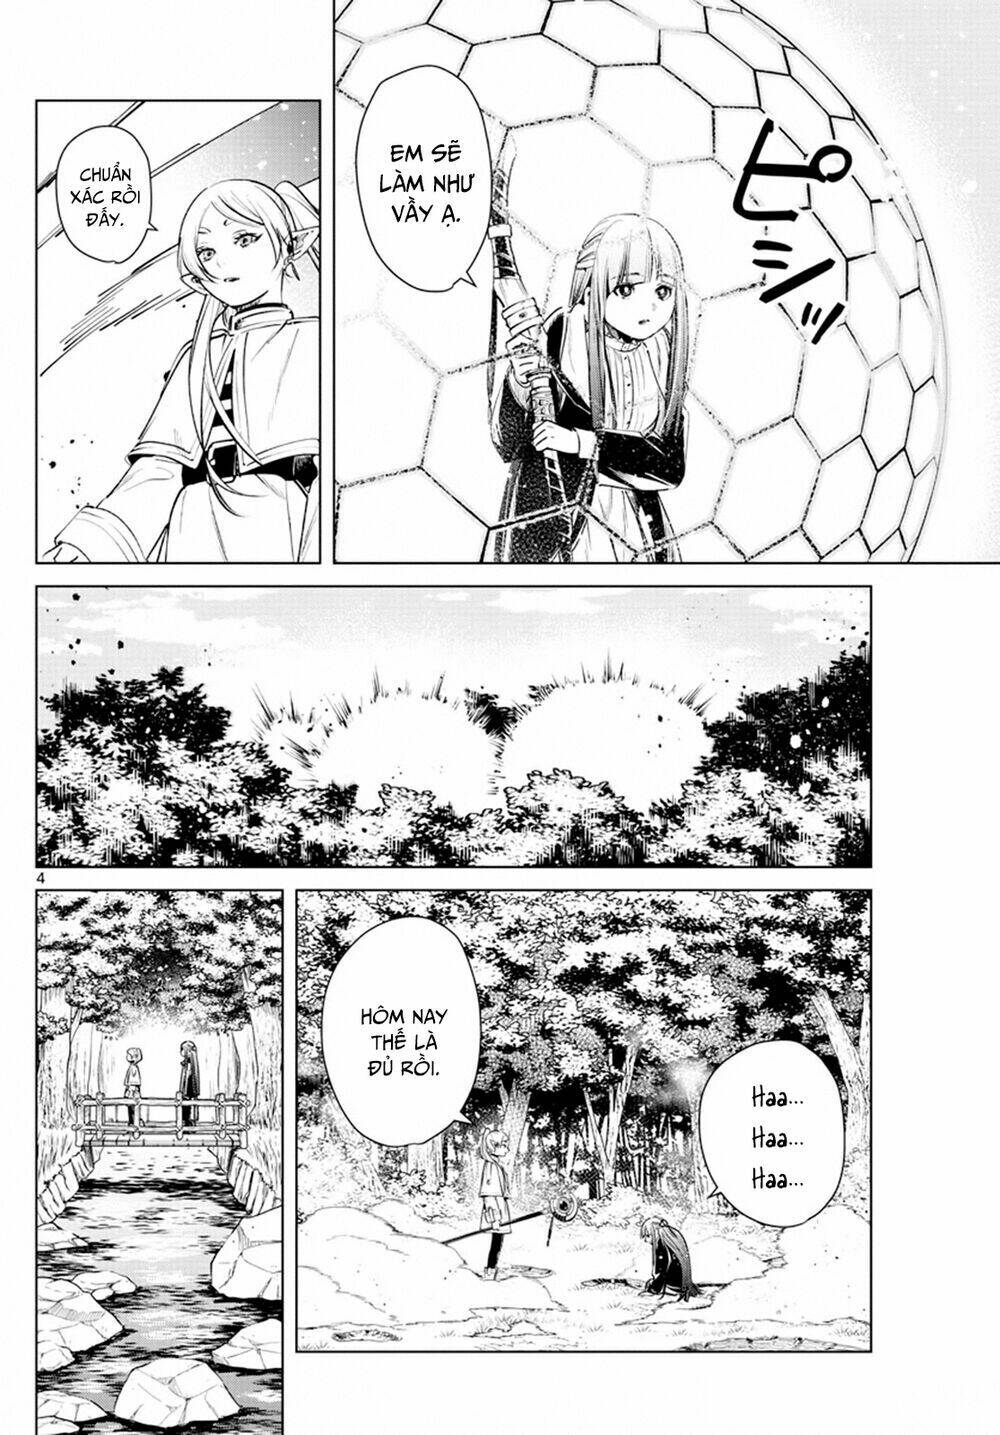 EM SẼ
LÀM NHƯ
VẦY Ạ.
ピシッ
CHUẨN
XÁC RỒI
ĐẤY.
4
Haa...
Haa...
Haa...
HÔM NAY
THẾ LÀ
ĐỦ RỒI.